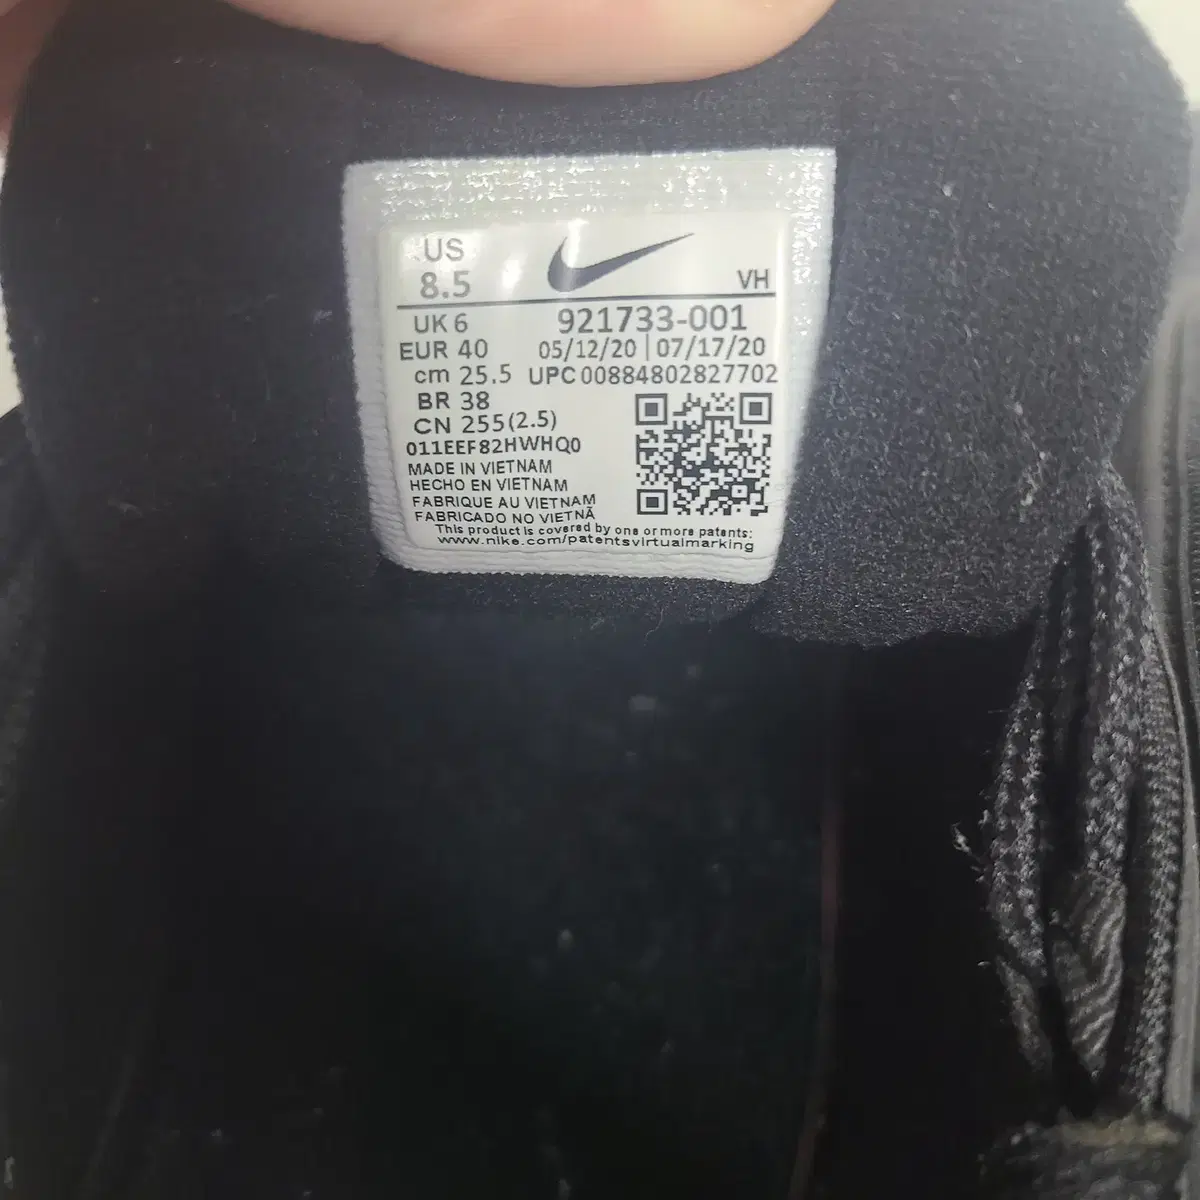 US
8.5
VH
UK 6
921733-001
EUR 40
05/12/20 | 07/17/20
cm 25.5
UPC 00884802827702
BR 38
CN 255(2.5)
011EEF82HWHQ0
MADE IN VIETNAM
HECHO EN VIETNAM
FABRIQUE AU VIETNAM
FABRICADO NO VIETNÃ
This product is covered by one or more patents:
www.nike.com/patentsvirtualmarking